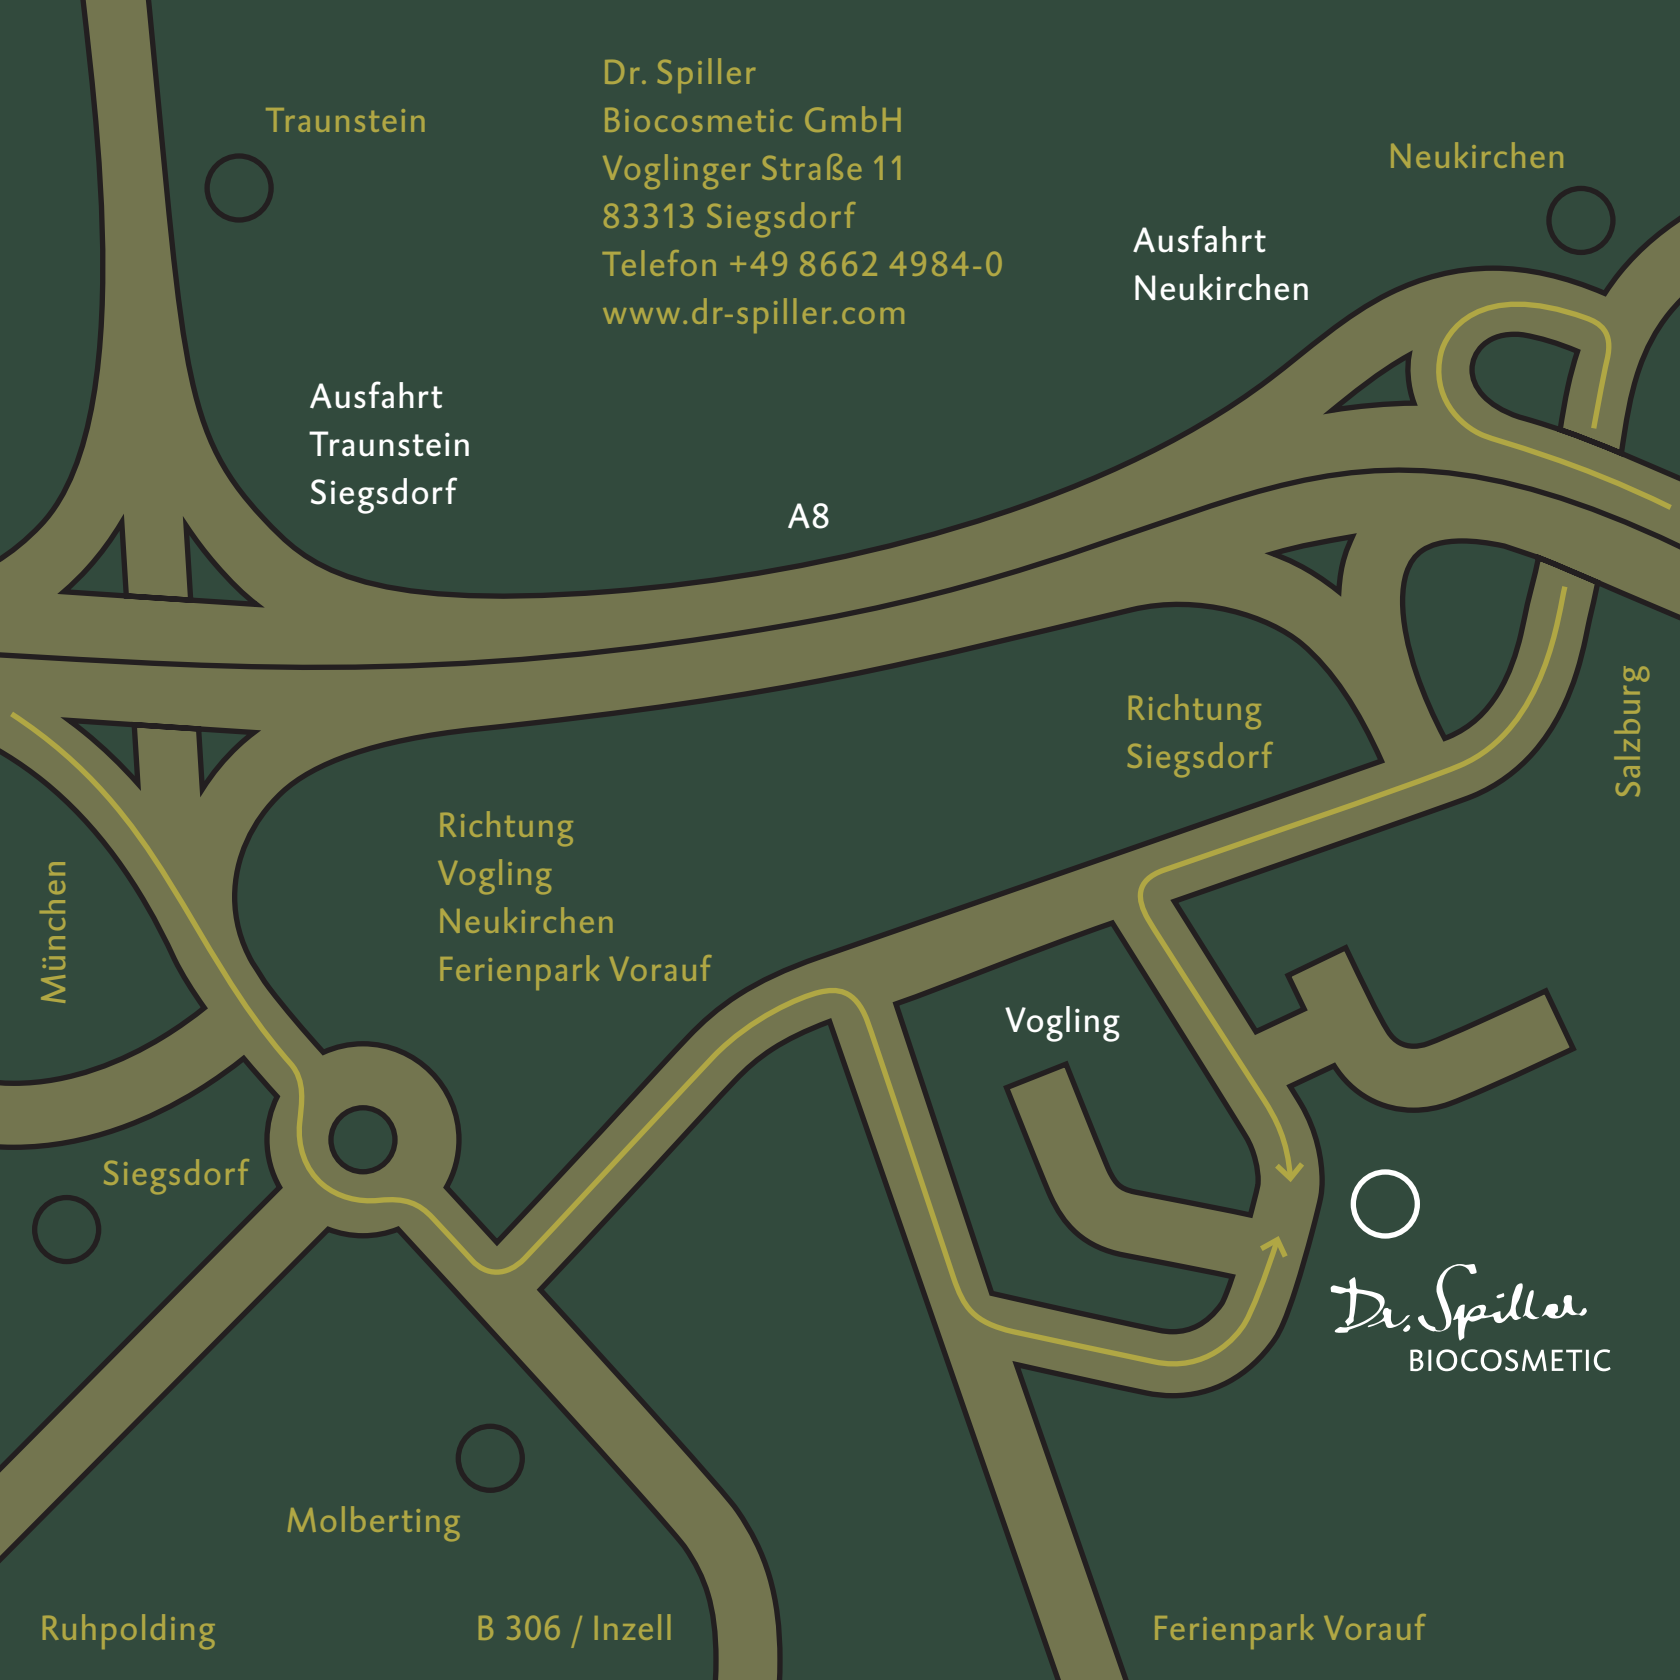 Dr. Spiller
Biocosmetic GmbH
Voglinger Straße 11
83313 Siegsdorf
Telefon +49 8662 4984-0
www.dr-spiller.com
Traunstein
Neukirchen
Ausfahrt
Neukirchen
Ausfahrt
Traunstein
Siegsdorf
A8
Richtung
Siegsdorf
Salzburg
Richtung
Vogling
Neukirchen
Ferienpark Vorauf
München
Vogling
Siegsdorf
Dr. Spiller
BIOCOSMETIC
Molberting
Ruhpolding
B 306 / Inzell
Ferienpark Vorauf